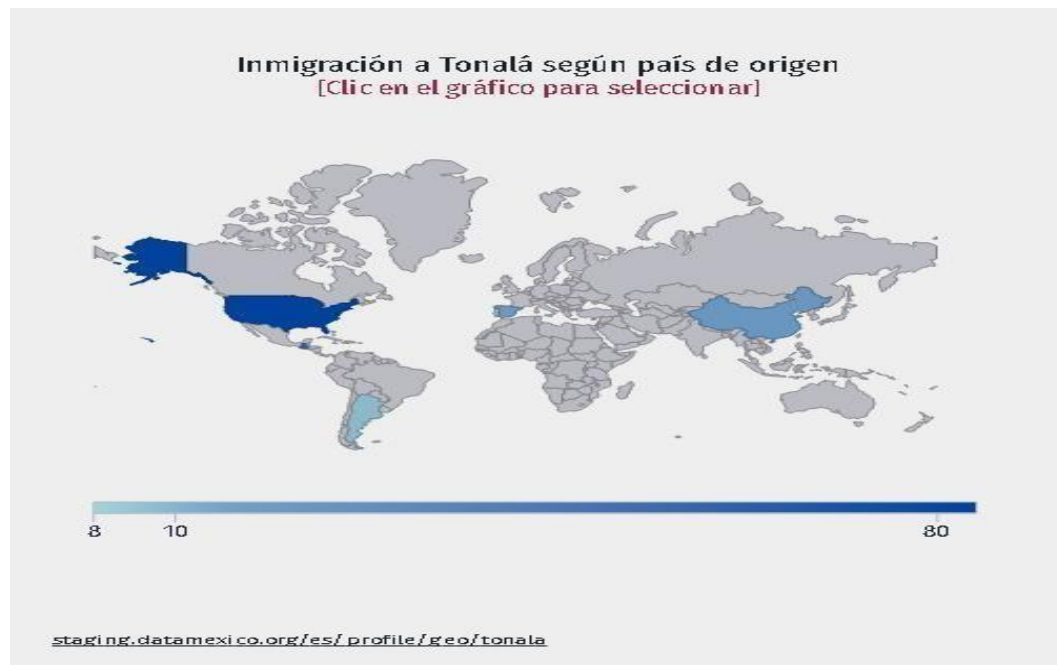 Inmigración a Tonalá según país de origen
[Clic en el gráfico para seleccionar]
8 10 80
staging.datamexico.org/es/profile/geo/tonala